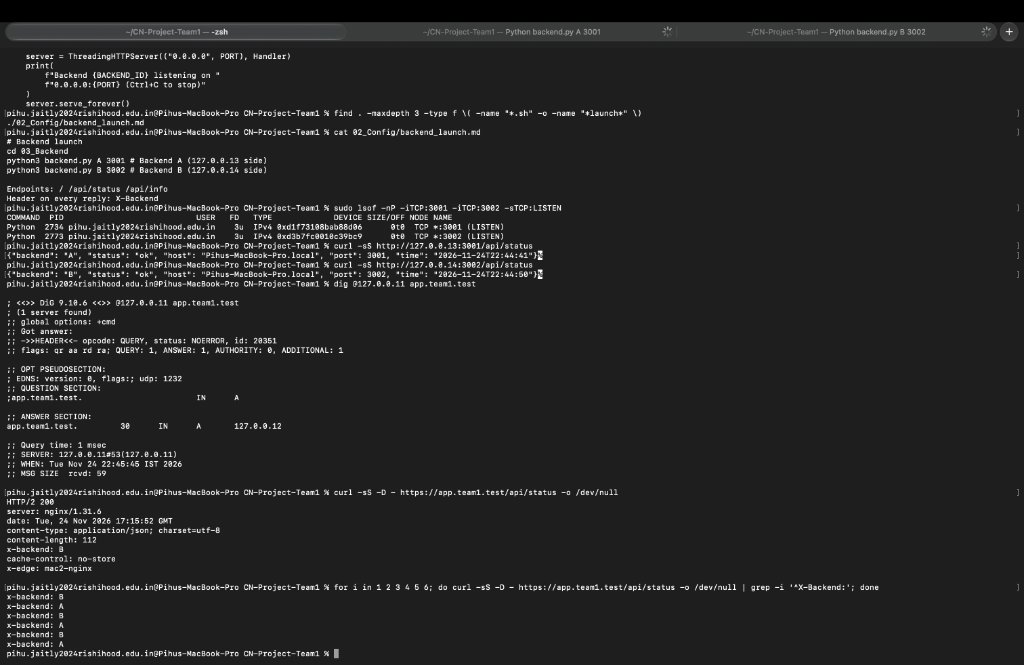 ~/CN-Project-Team1 — -zsh
~/CN-Project-Team1 — Python backend.py A 3001
~/CN-Project-Team1 — Python backend.py B 3002
+
server = ThreadingHTTPServer(("0.0.0.0", PORT), Handler)
print(
f"Backend {BACKEND_ID} listening on "
f"0.0.0.0:{PORT} (Ctrl+C to stop)"
)
server.serve_forever()
[pihu.jaitly2024rishihood.edu.in@Pihus-MacBook-Pro CN-Project-Team1 % find . -maxdepth 3 -type f \( -name "*.sh" -o -name "*launch*" \) ]
./02_Config/backend_launch.md
[pihu.jaitly2024rishihood.edu.in@Pihus-MacBook-Pro CN-Project-Team1 % cat 02_Config/backend_launch.md ]
# Backend launch
cd 03_Backend
python3 backend.py A 3001 # Backend A (127.0.0.13 side)
python3 backend.py B 3002 # Backend B (127.0.0.14 side)
Endpoints: / /api/status /api/info
Header on every reply: X-Backend
[pihu.jaitly2024rishihood.edu.in@Pihus-MacBook-Pro CN-Project-Team1 % sudo lsof -nP -iTCP:3001 -iTCP:3002 -sTCP:LISTEN ]
COMMAND PID USER FD TYPE DEVICE SIZE/OFF NODE NAME
Python 2734 pihu.jaitly2024rishihood.edu.in 3u IPv4 0xd1f73108bab88d06 0t0 TCP *:3001 (LISTEN)
Python 2773 pihu.jaitly2024rishihood.edu.in 3u IPv4 0xd3b7fc0010c39bc9 0t0 TCP *:3002 (LISTEN)
[pihu.jaitly2024rishihood.edu.in@Pihus-MacBook-Pro CN-Project-Team1 % curl -sS http://127.0.0.13:3001/api/status ]
{"backend": "A", "status": "ok", "host": "Pihus-MacBook-Pro.local", "port": 3001, "time": "2026-11-24T22:44:41"}%
[pihu.jaitly2024rishihood.edu.in@Pihus-MacBook-Pro CN-Project-Team1 % curl -sS http://127.0.0.14:3002/api/status ]
{"backend": "B", "status": "ok", "host": "Pihus-MacBook-Pro.local", "port": 3002, "time": "2026-11-24T22:44:50"}%
pihu.jaitly2024rishihood.edu.in@Pihus-MacBook-Pro CN-Project-Team1 % dig @127.0.0.11 app.team1.test
; <<>> DiG 9.10.6 <<>> @127.0.0.11 app.team1.test
; (1 server found)
;; global options: +cmd
;; Got answer:
;; ->>HEADER<<- opcode: QUERY, status: NOERROR, id: 20351
;; flags: qr aa rd ra; QUERY: 1, ANSWER: 1, AUTHORITY: 0, ADDITIONAL: 1
;; OPT PSEUDOSECTION:
; EDNS: version: 0, flags:; udp: 1232
;; QUESTION SECTION:
;app.team1.test. IN A
;; ANSWER SECTION:
app.team1.test. 30 IN A 127.0.0.12
;; Query time: 1 msec
;; SERVER: 127.0.0.11#53(127.0.0.11)
;; WHEN: Tue Nov 24 22:45:45 IST 2026
;; MSG SIZE rcvd: 59
[pihu.jaitly2024rishihood.edu.in@Pihus-MacBook-Pro CN-Project-Team1 % curl -sS -D - https://app.team1.test/api/status -o /dev/null ]
HTTP/2 200
server: nginx/1.31.6
date: Tue, 24 Nov 2026 17:15:52 GMT
content-type: application/json; charset=utf-8
content-length: 112
x-backend: B
cache-control: no-store
x-edge: mac2-nginx
[pihu.jaitly2024rishihood.edu.in@Pihus-MacBook-Pro CN-Project-Team1 % for i in 1 2 3 4 5 6; do curl -sS -D - https://app.team1.test/api/status -o /dev/null | grep -i '^X-Backend:'; done ]
x-backend: B
x-backend: A
x-backend: B
x-backend: A
x-backend: B
x-backend: A
pihu.jaitly2024rishihood.edu.in@Pihus-MacBook-Pro CN-Project-Team1 %